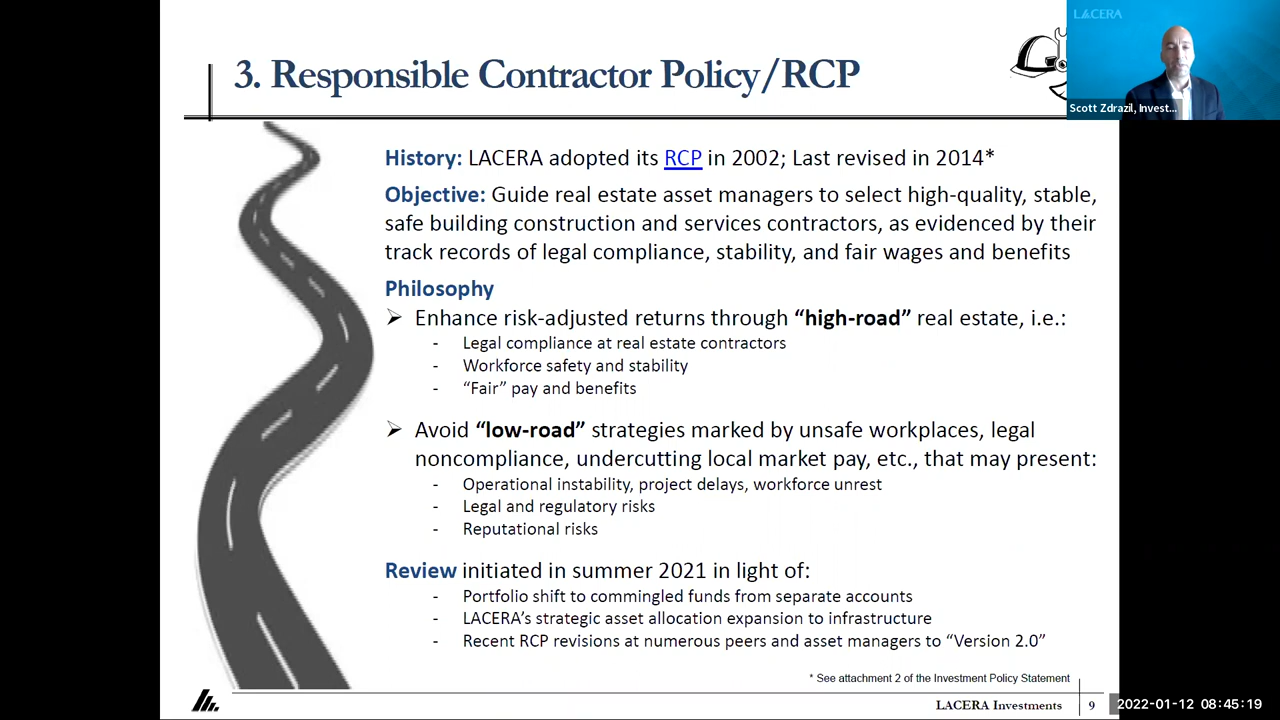 LACERA
Scott Zdrazil, Invest...
3. Responsible Contractor Policy/RCP
History: LACERA adopted its RCP in 2002; Last revised in 2014*
Objective: Guide real estate asset managers to select high-quality, stable,
safe building construction and services contractors, as evidenced by their
track records of legal compliance, stability, and fair wages and benefits
Philosophy
➢ Enhance risk-adjusted returns through “high-road” real estate, i.e.:
- Legal compliance at real estate contractors
- Workforce safety and stability
- “Fair” pay and benefits
➢ Avoid “low-road” strategies marked by unsafe workplaces, legal
noncompliance, undercutting local market pay, etc., that may present:
- Operational instability, project delays, workforce unrest
- Legal and regulatory risks
- Reputational risks
Review initiated in summer 2021 in light of:
- Portfolio shift to commingled funds from separate accounts
- LACERA’s strategic asset allocation expansion to infrastructure
- Recent RCP revisions at numerous peers and asset managers to “Version 2.0”
* See attachment 2 of the Investment Policy Statement
LACERA Investments 9
2022-01-12 08:45:19